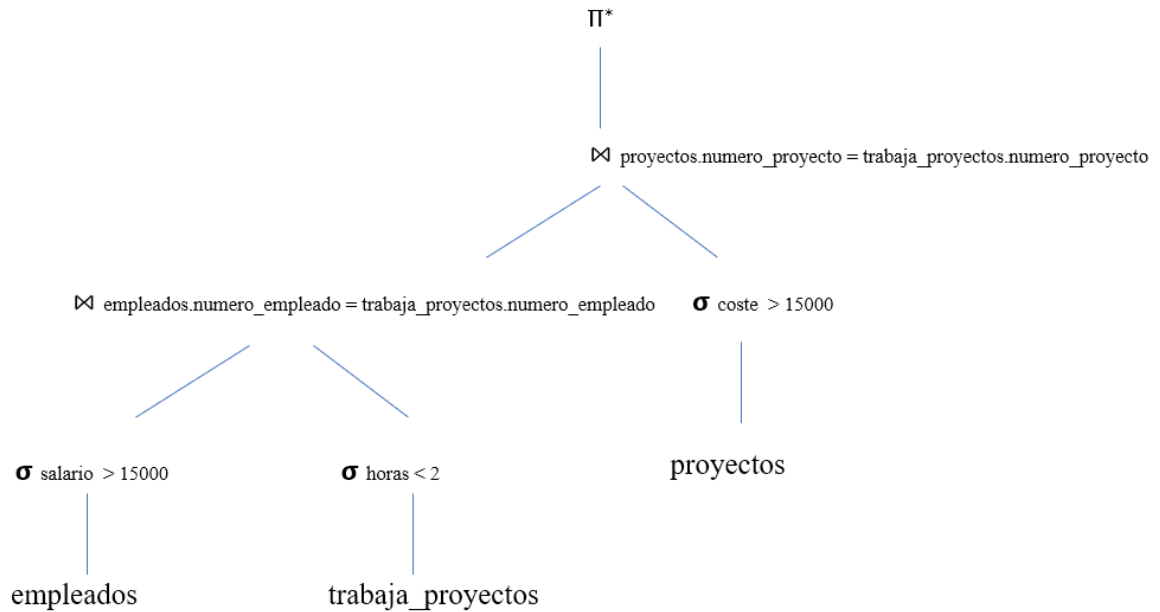 π*
⋈ proyectos.numero_proyecto = trabaja_proyectos.numero_proyecto
⋈ empleados.numero_empleado = trabaja_proyectos.numero_empleado
σ coste > 15000
σ salario > 15000
σ horas < 2
proyectos
empleados
trabaja_proyectos